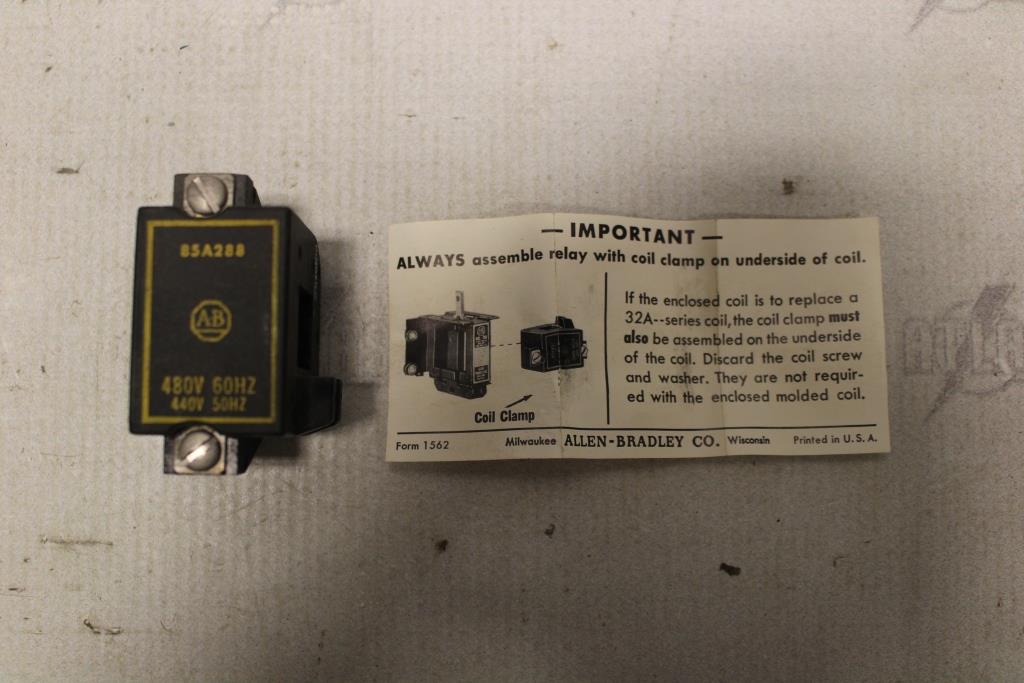 85A288
AB
480V 60HZ
440V 50HZ
— IMPORTANT —
ALWAYS assemble relay with coil clamp on underside of coil.
If the enclosed coil is to replace a
32A--series coil, the coil clamp must
also be assembled on the underside
of the coil. Discard the coil screw
and washer. They are not requir-
ed with the enclosed molded coil.
Coil Clamp
Form 1562 Milwaukee ALLEN-BRADLEY CO. Wisconsin Printed in U.S.A.